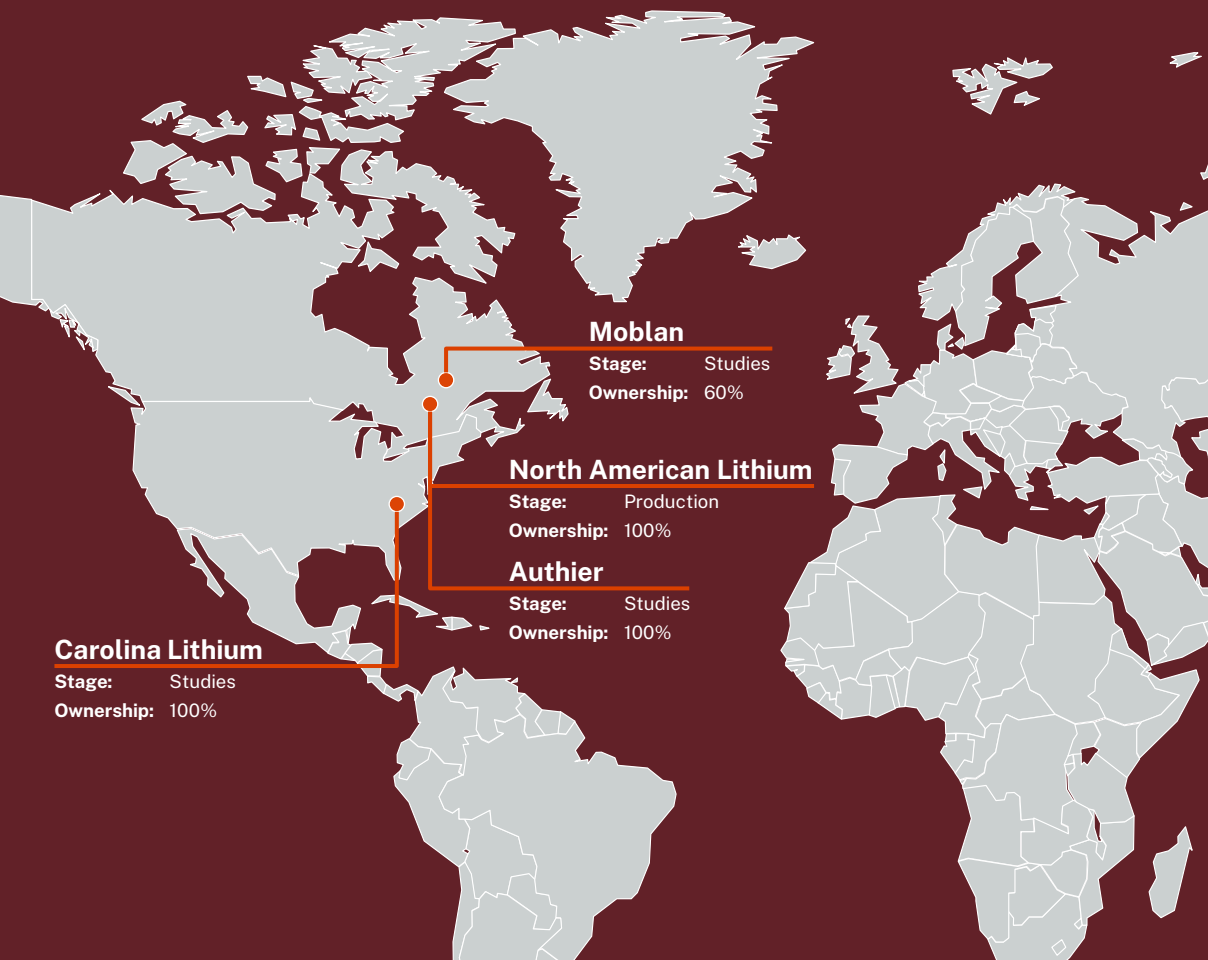 Moblan
Stage: Studies
Ownership: 60%
North American Lithium
Stage: Production
Ownership: 100%
Authier
Stage: Studies
Ownership: 100%
Carolina Lithium
Stage: Studies
Ownership: 100%